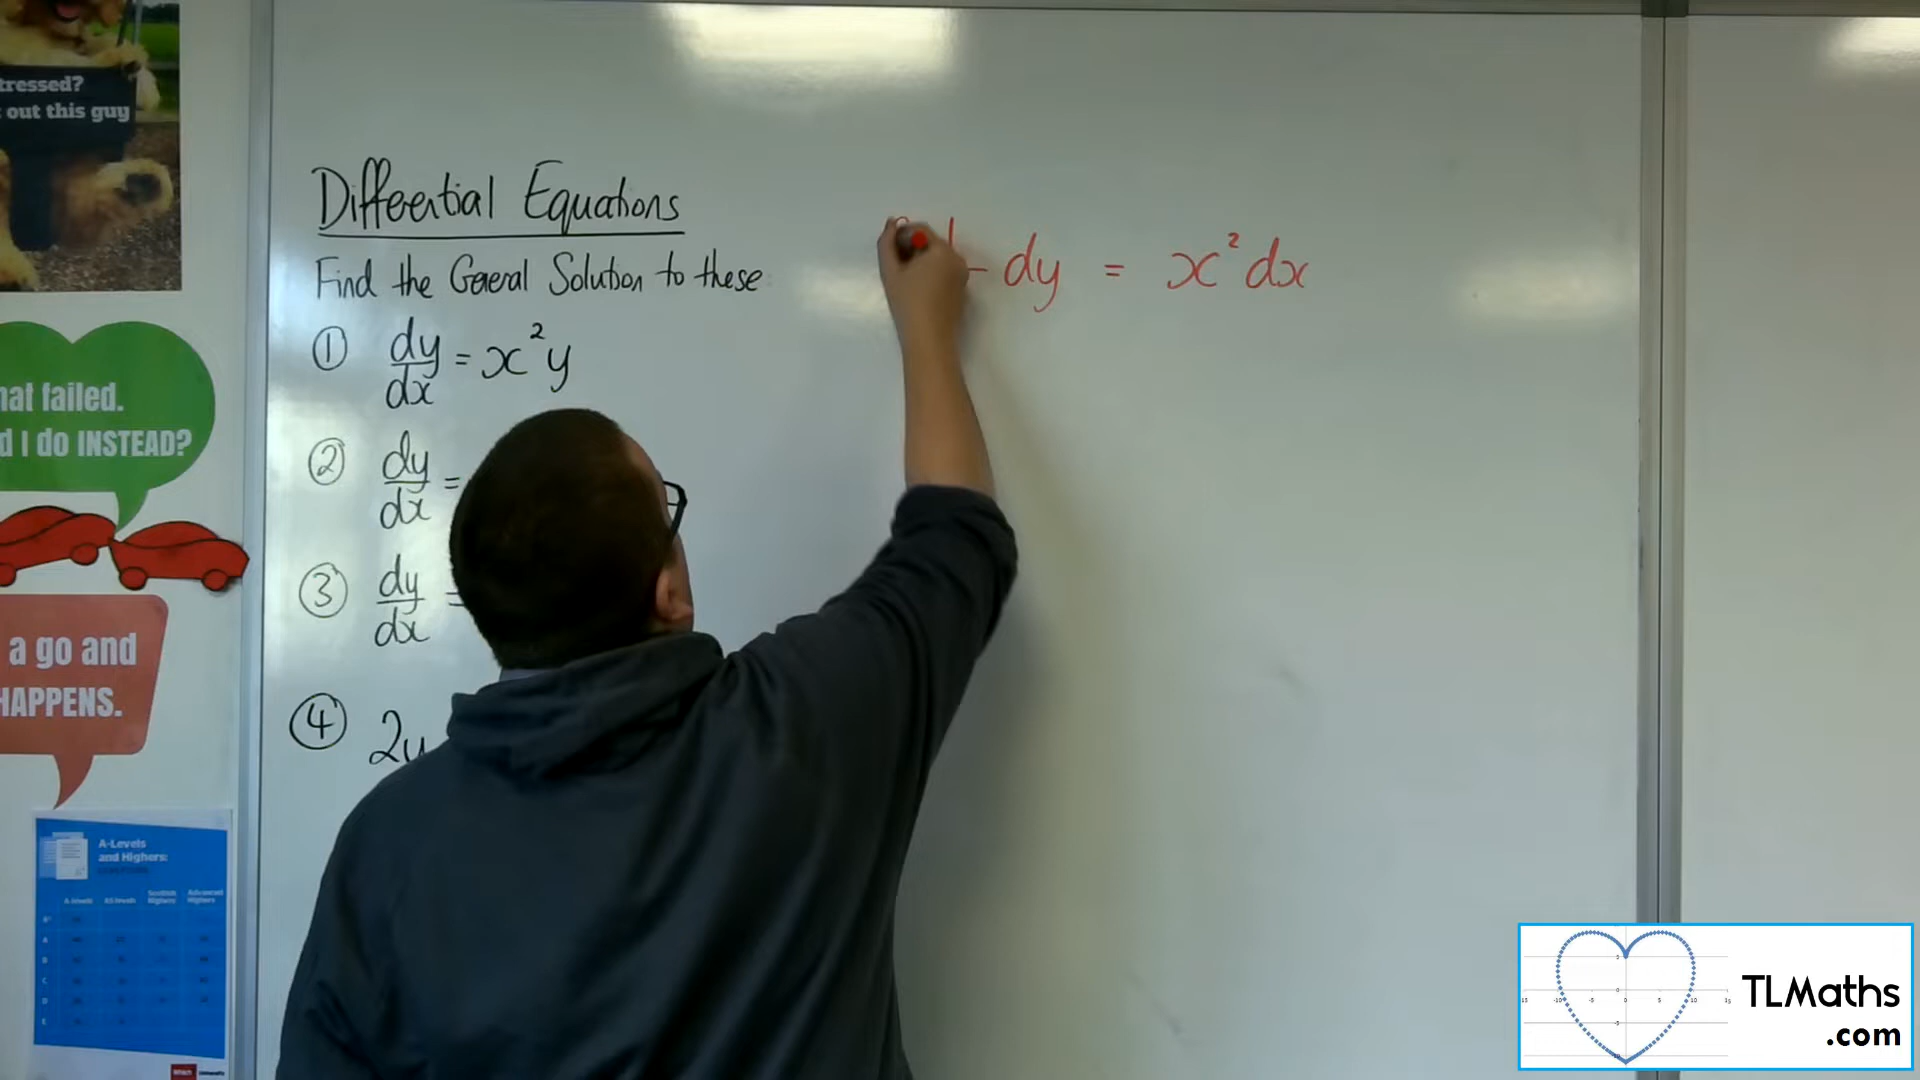 tressed?
out this guy
hat failed.
d I do INSTEAD?
a go and
HAPPENS.
A-Levels
and Highers:
Differential Equations
Find the General Solution to these
① dy/dx = x²y
② dy/dx =
③ dy/dx =
④ 2y
dy = x² dx
TLMaths
.com